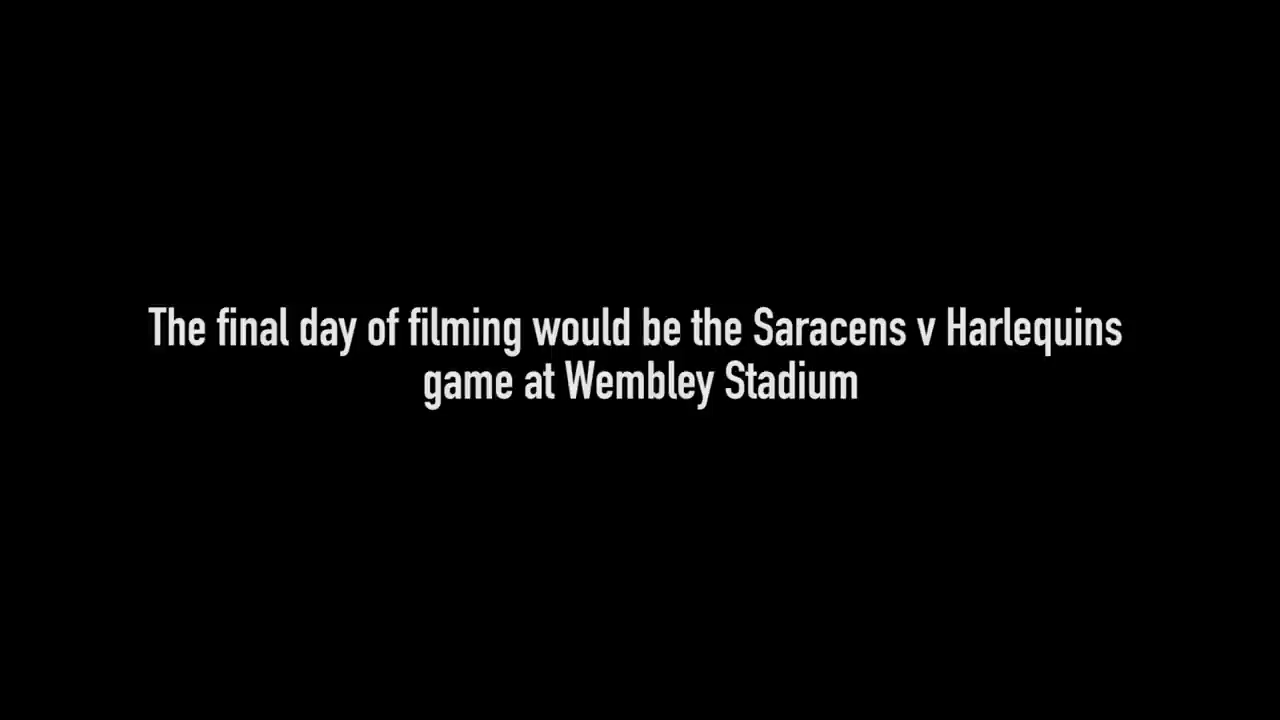 The final day of filming would be the Saracens v Harlequins
game at Wembley Stadium